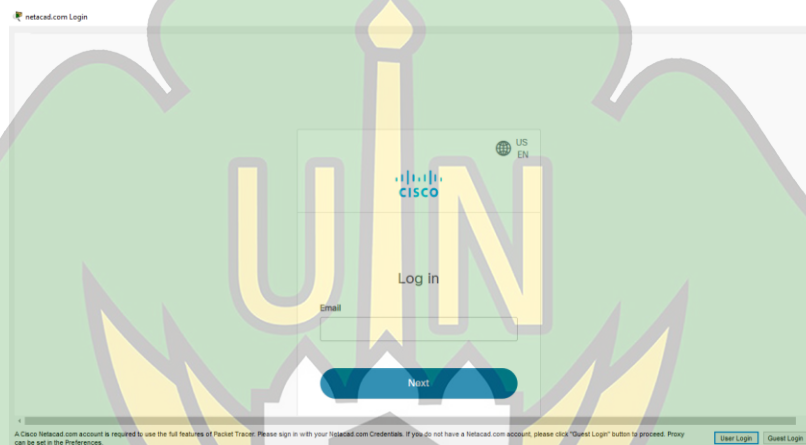 netacad.com Login
US
EN
CISCO
UIN
Log in
Email
Next
A Cisco Netacad.com account is required to use the full features of Packet Tracer. Please sign in with your Netacad.com Credentials. If you do not have a Netacad.com account, please click "Guest Login" button to proceed. Proxy
can be set in the Preferences.
User Login
Guest Login